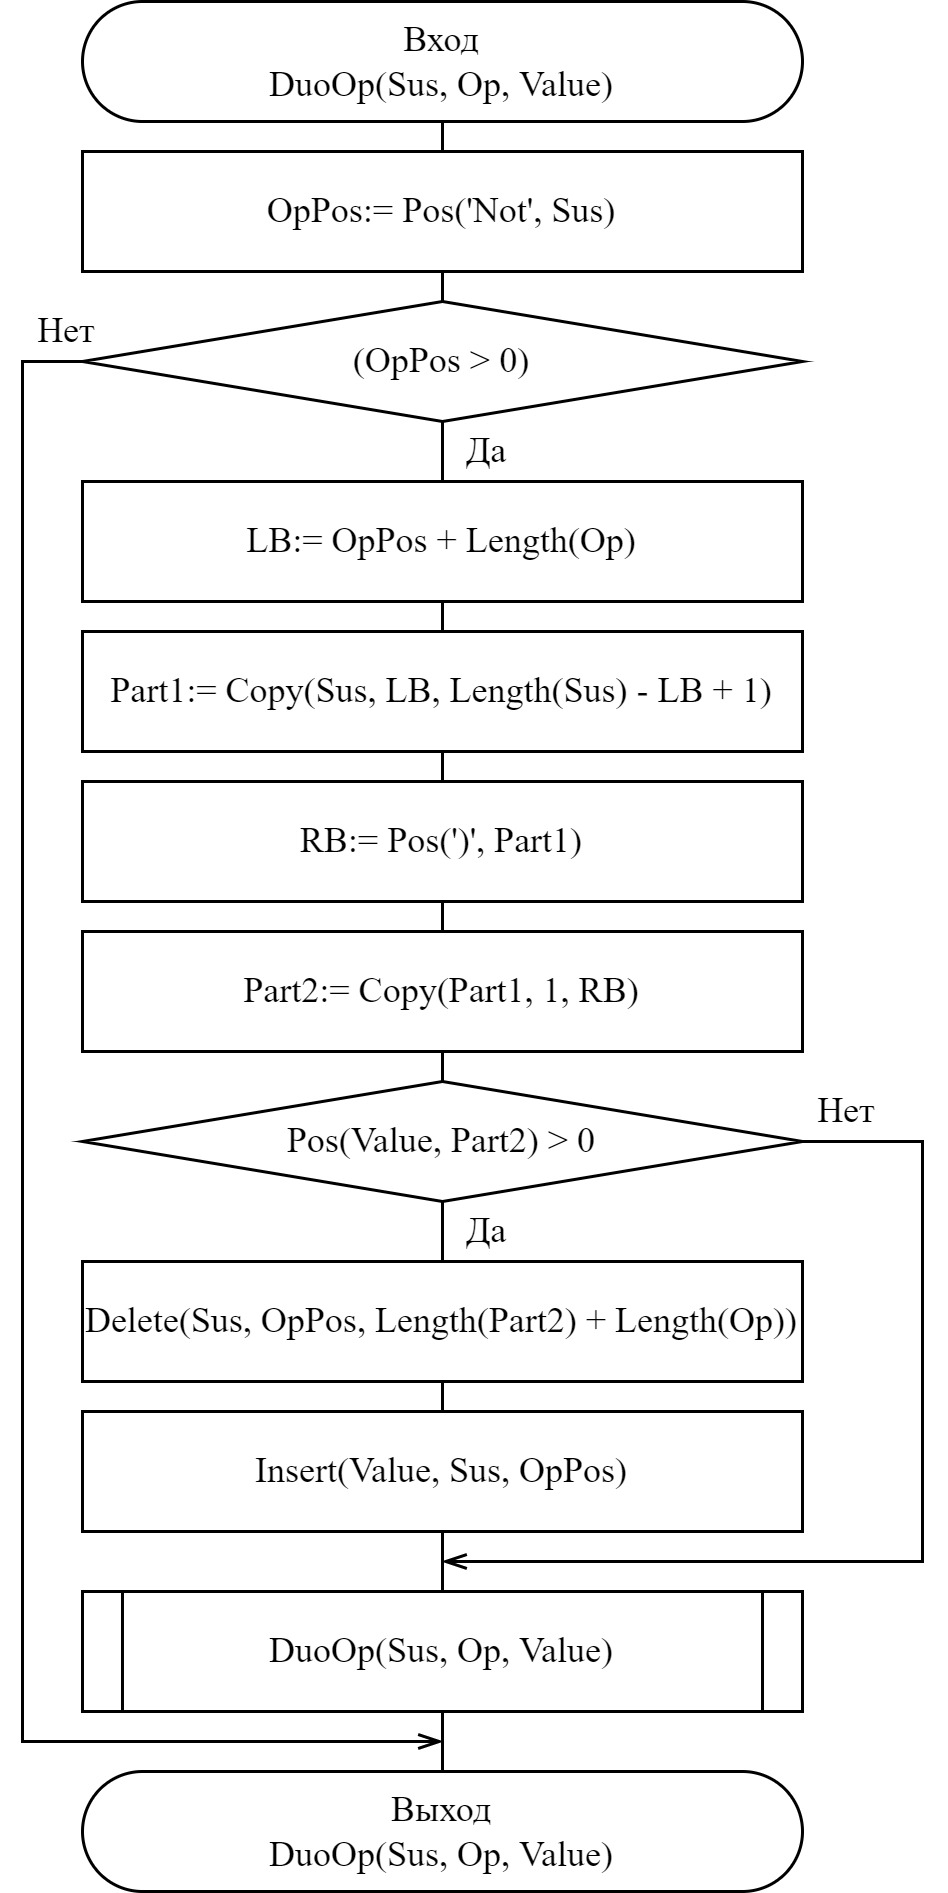 Вход
DuoOp(Sus, Op, Value)
OpPos:= Pos('Not', Sus)
Нет
(OpPos > 0)
Да
LB:= OpPos + Length(Op)
Part1:= Copy(Sus, LB, Length(Sus) - LB + 1)
RB:= Pos(')', Part1)
Part2:= Copy(Part1, 1, RB)
Нет
Pos(Value, Part2) > 0
Да
Delete(Sus, OpPos, Length(Part2) + Length(Op))
Insert(Value, Sus, OpPos)
DuoOp(Sus, Op, Value)
Выход
DuoOp(Sus, Op, Value)